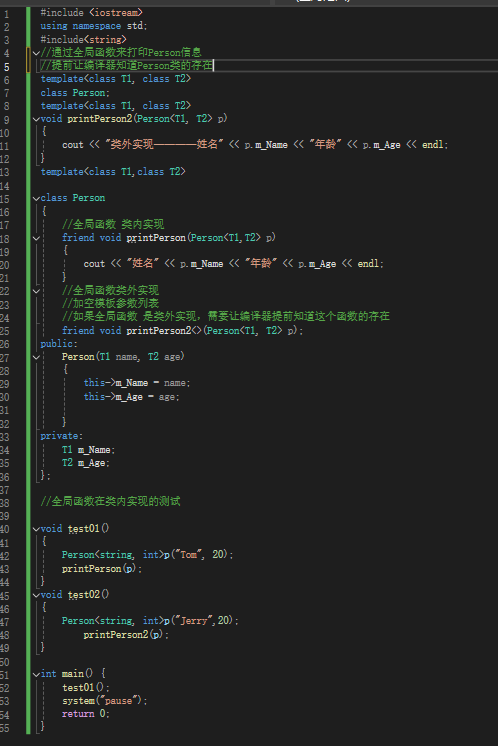 1 #include <iostream>
2 using namespace std;
3 #include<string>
4 //通过全局函数来打印Person信息
5 //提前让编译器知道Person类的存在
6 template<class T1, class T2>
7 class Person;
8 template<class T1, class T2>
9 void printPerson2(Person<T1, T2> p)
10 {
11 cout << "类外实现————姓名" << p.m_Name << "年龄" << p.m_Age << endl;
12 }
13 template<class T1,class T2>
14
15 class Person
16 {
17 //全局函数 类内实现
18 friend void printPerson(Person<T1,T2> p)
19 {
20 cout << "姓名" << p.m_Name << "年龄" << p.m_Age << endl;
21 }
22 //全局函数类外实现
23 //加空模板参数列表
24 //如果全局函数 是类外实现, 需要让编译器提前知道这个函数的存在
25 friend void printPerson2<>(Person<T1, T2> p);
26 public:
27 Person(T1 name, T2 age)
28 {
29 this->m_Name = name;
30 this->m_Age = age;
31
32 }
33 private:
34 T1 m_Name;
35 T2 m_Age;
36 };
37
38 //全局函数在类内实现的测试
39
40 void test01()
41 {
42 Person<string, int>p("Tom", 20);
43 printPerson(p);
44 }
45 void test02()
46 {
47 Person<string, int>p("Jerry",20);
48 printPerson2(p);
49 }
50
51 int main() {
52 test01();
53 system("pause");
54 return 0;
55 }